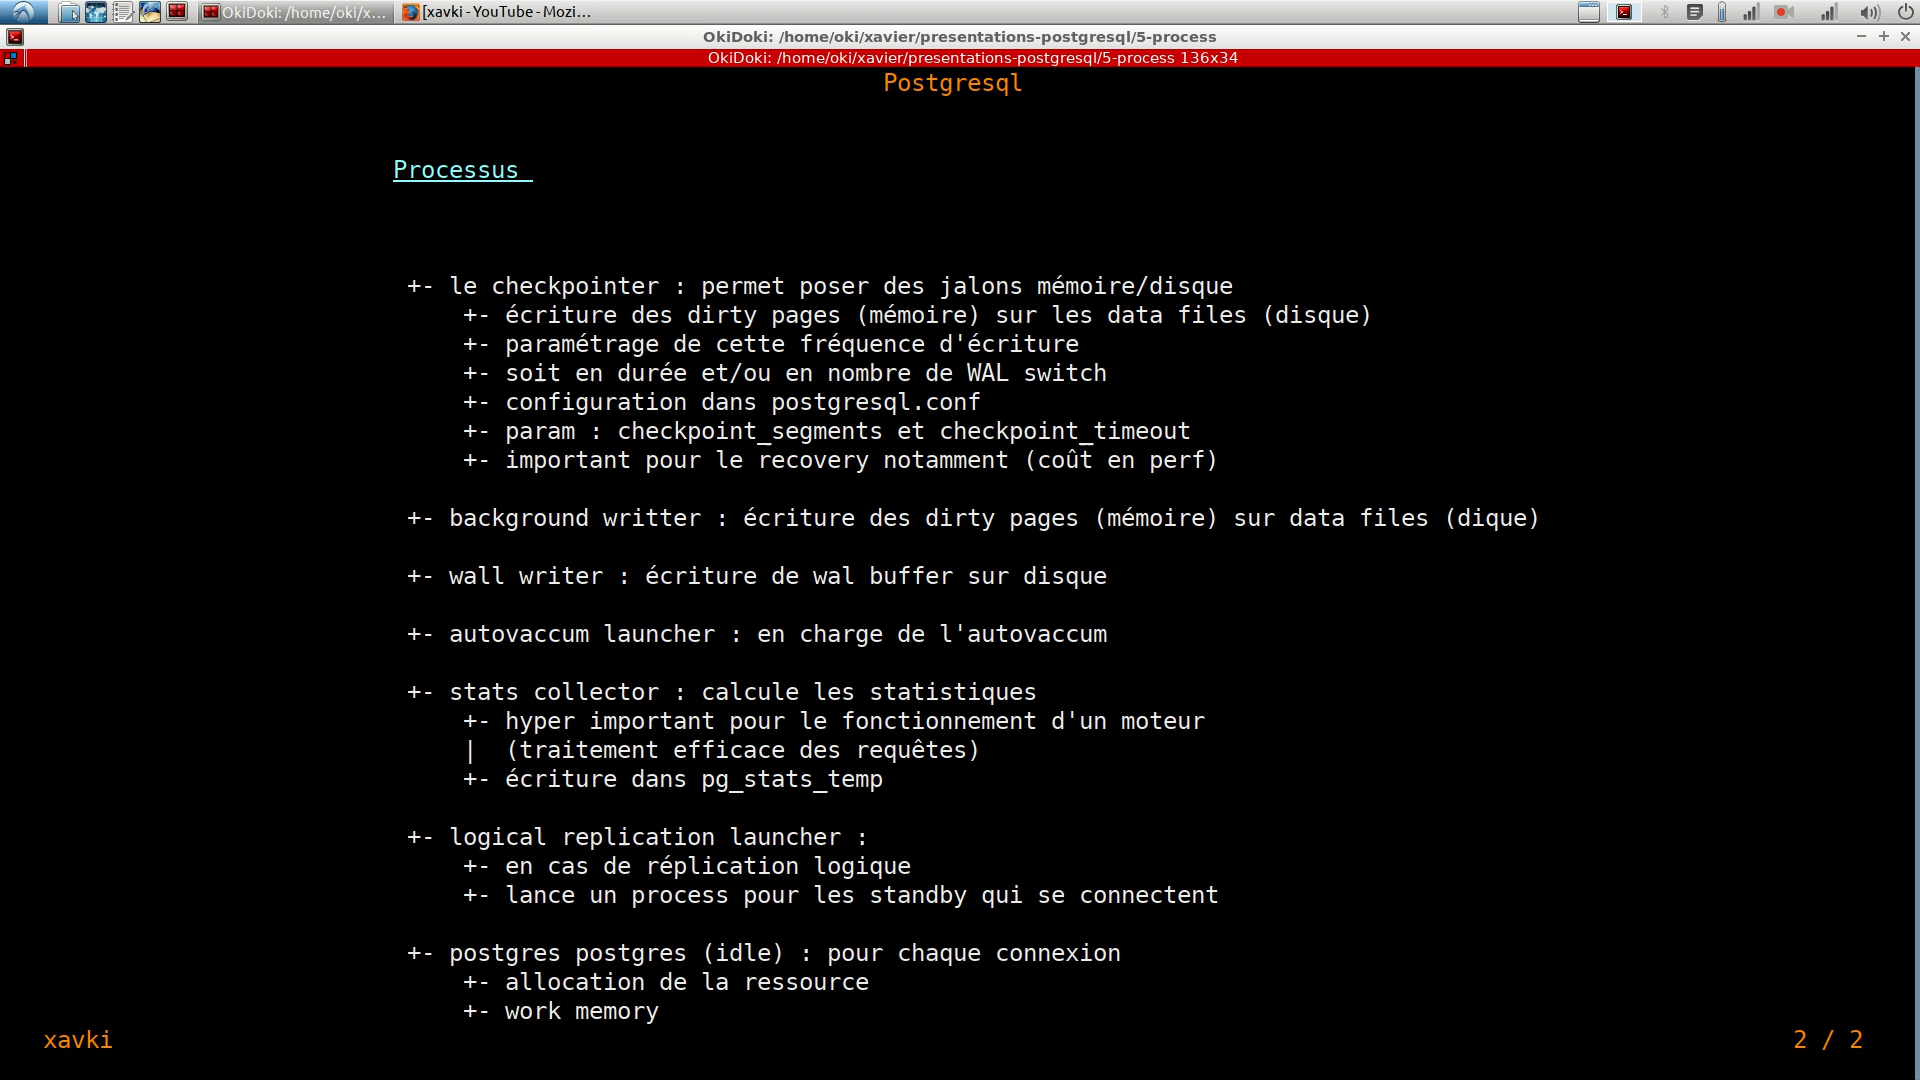 OkiDoki: /home/oki/x...
[xavki - YouTube - Mozi...
OkiDoki: /home/oki/xavier/presentations-postgresql/5-process
OkiDoki: /home/oki/xavier/presentations-postgresql/5-process 136x34
Postgresql
Processus
+- le checkpointer : permet poser des jalons mémoire/disque
+- écriture des dirty pages (mémoire) sur les data files (disque)
+- paramétrage de cette fréquence d'écriture
+- soit en durée et/ou en nombre de WAL switch
+- configuration dans postgresql.conf
+- param : checkpoint_segments et checkpoint_timeout
+- important pour le recovery notamment (coût en perf)
+- background writter : écriture des dirty pages (mémoire) sur data files (dique)
+- wall writer : écriture de wal buffer sur disque
+- autovaccum launcher : en charge de l'autovaccum
+- stats collector : calcule les statistiques
+- hyper important pour le fonctionnement d'un moteur
|  (traitement efficace des requêtes)
+- écriture dans pg_stats_temp
+- logical replication launcher :
+- en cas de réplication logique
+- lance un process pour les standby qui se connectent
+- postgres postgres (idle) : pour chaque connexion
+- allocation de la ressource
+- work memory
xavki
2 / 2